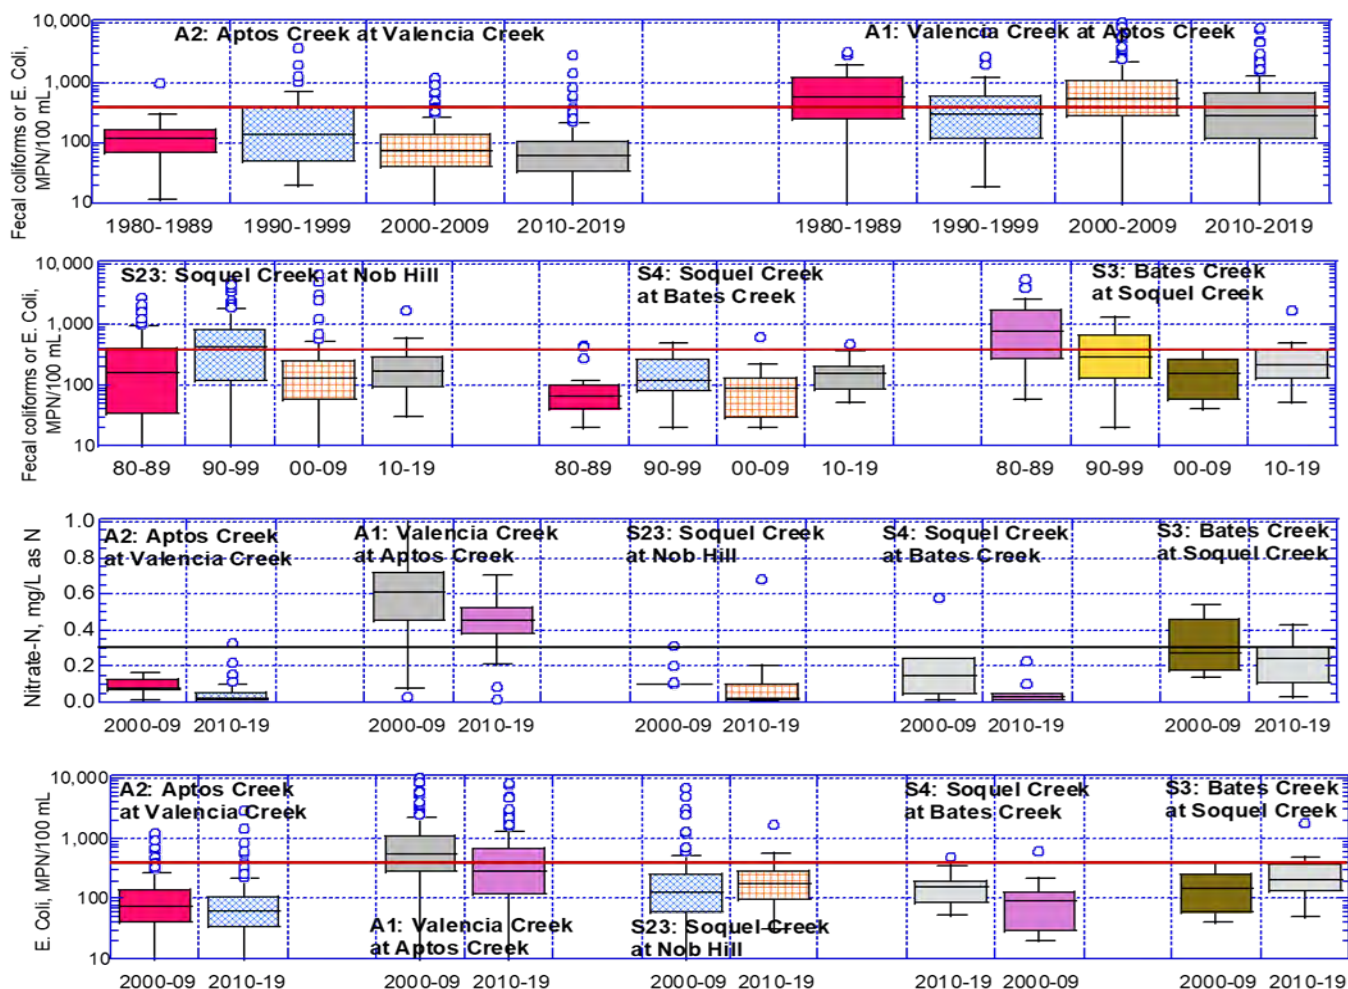 A2: Aptos Creek at Valencia Creek
A1: Valencia Creek at Aptos Creek
Fecal coliforms or E. Coli,
MPN/100 mL
10,000
1,000
100
10
1980-1989 1990-1999 2000-2009 2010-2019 1980-1989 1990-1999 2000-2009 2010-2019
S23: Soquel Creek at Nob Hill
S4: Soquel Creek
at Bates Creek
S3: Bates Creek
at Soquel Creek
Fecal coliforms or E. Coli,
MPN/100 mL
10,000
1,000
100
10
80-89 90-99 00-09 10-19 80-89 90-99 00-09 10-19 80-89 90-99 00-09 10-19
A2: Aptos Creek
at Valencia Creek
A1: Valencia Creek
at Aptos Creek
S23: Soquel Creek
at Nob Hill
S4: Soquel Creek
at Bates Creek
S3: Bates Creek
at Soquel Creek
Nitrate-N, mg/L as N
1.0
0.8
0.6
0.4
0.2
0.0
2000-09 2010-19 2000-09 2010-19 2000-09 2010-19 2000-09 2010-19 2000-09 2010-19
A2: Aptos Creek
at Valencia Creek
A1: Valencia Creek
at Aptos Creek
S23: Soquel Creek
at Nob Hill
S4: Soquel Creek
at Bates Creek
S3: Bates Creek
at Soquel Creek
E. Coli, MPN/100 mL
10,000
1,000
100
10
2000-09 2010-19 2000-09 2010-19 2000-09 2010-19 2010-19 2000-09 2000-09 2010-19